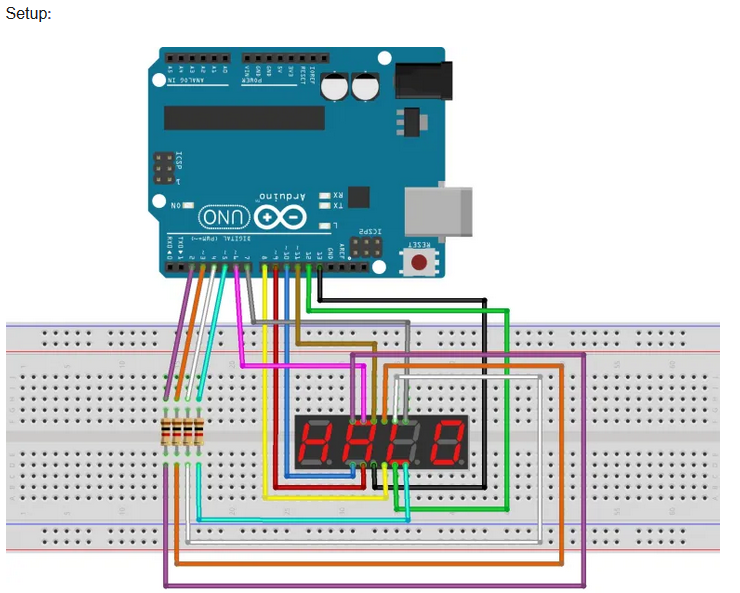 Setup:
A5 A4 A3 A2 A1 A0 VIN GND GND 5V 3V3 RESET IOREF
ANALOG IN POWER
ICSP
ON
UNO
Arduino
RX
TX
L
ICSP2
DIGITAL (PWM=~)
RESET
RX0◄0 TX0►1 2 ~3 4 ~5 ~6 7 8 ~9 ~10 ~11 12 13 GND AREF